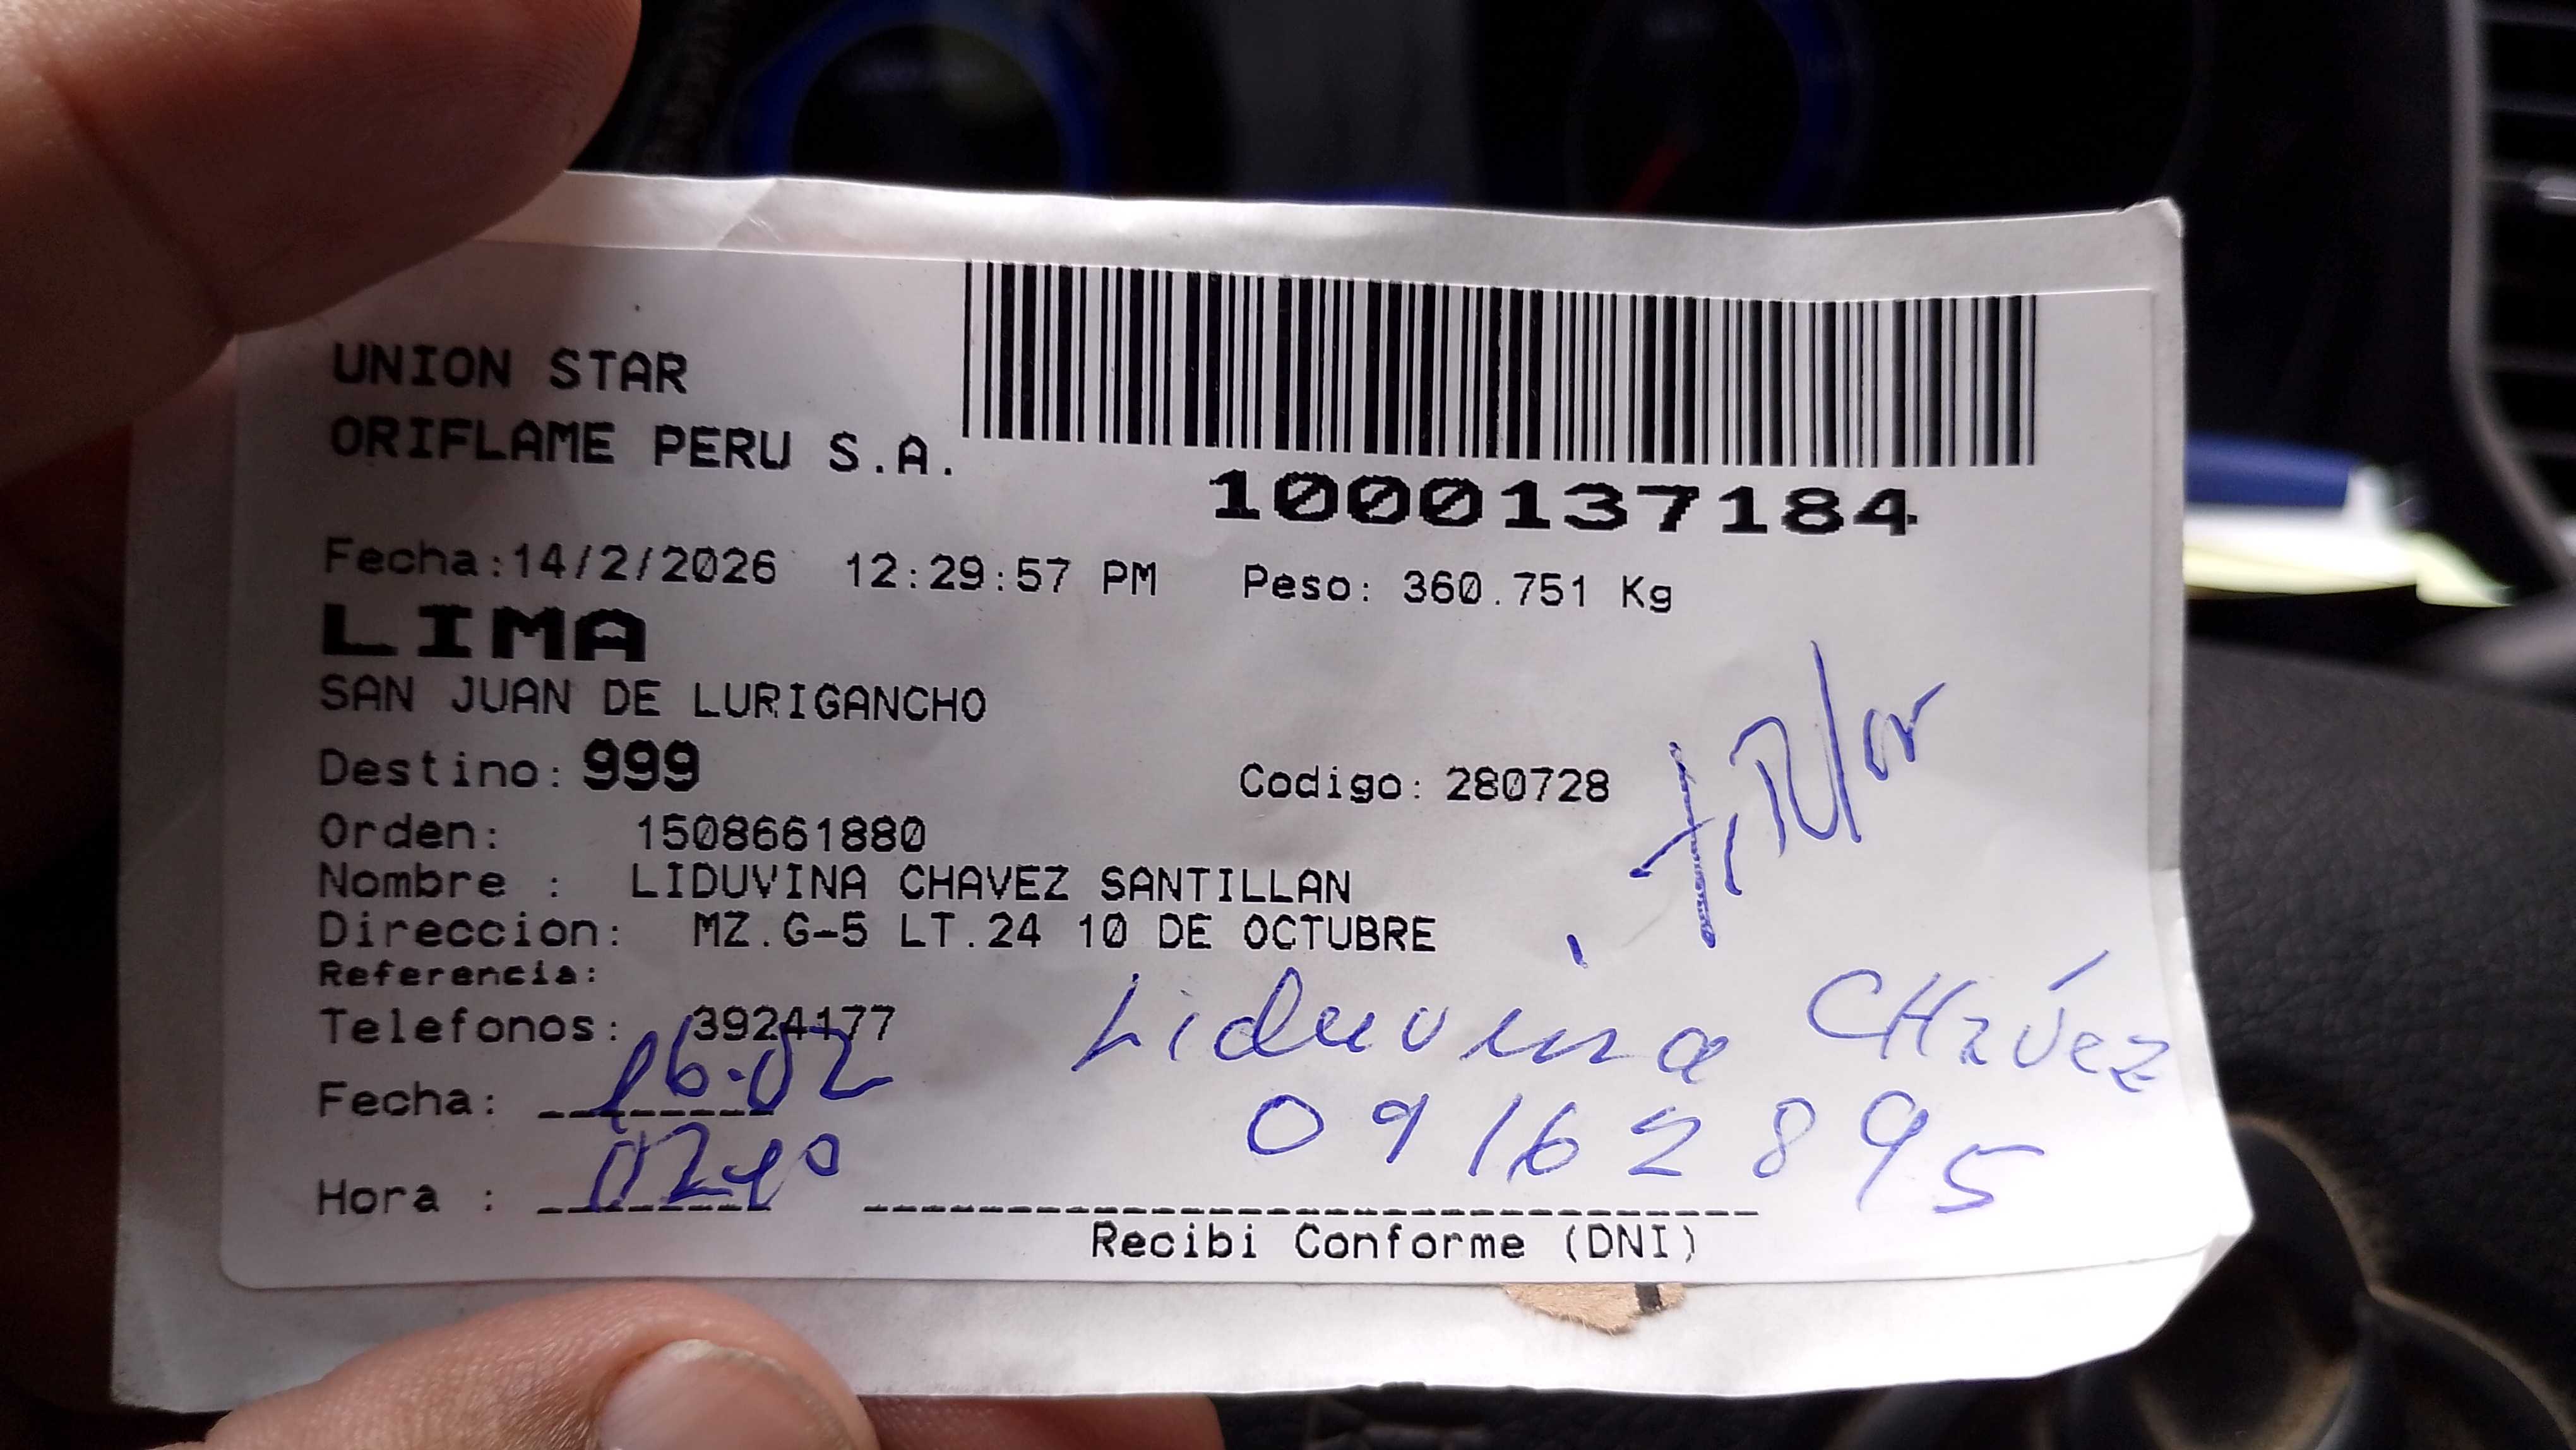 UNION STAR
ORIFLAME PERU S.A.
1000137184
Fecha:14/2/2026 12:29:57 PM Peso: 360.751 Kg
LIMA
SAN JUAN DE LURIGANCHO
Destino: 999 Codigo: 280728
Orden: 1508661880
Nombre : LIDUVINA CHAVEZ SANTILLAN
Direccion: MZ.G-5 LT.24 10 DE OCTUBRE
Referencia:
Telefonos: 3924177
Fecha: 16.02
Hora :
Titular
Liduvina CHávez
09162895
Recibi Conforme (DNI)